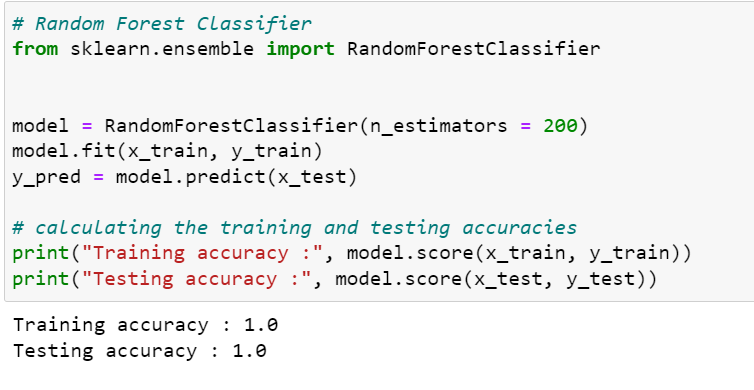 # Random Forest Classifier
from sklearn.ensemble import RandomForestClassifier
model = RandomForestClassifier(n_estimators = 200)
model.fit(x_train, y_train)
y_pred = model.predict(x_test)
# calculating the training and testing accuracies
print("Training accuracy :", model.score(x_train, y_train))
print("Testing accuracy :", model.score(x_test, y_test))
Training accuracy : 1.0
Testing accuracy : 1.0